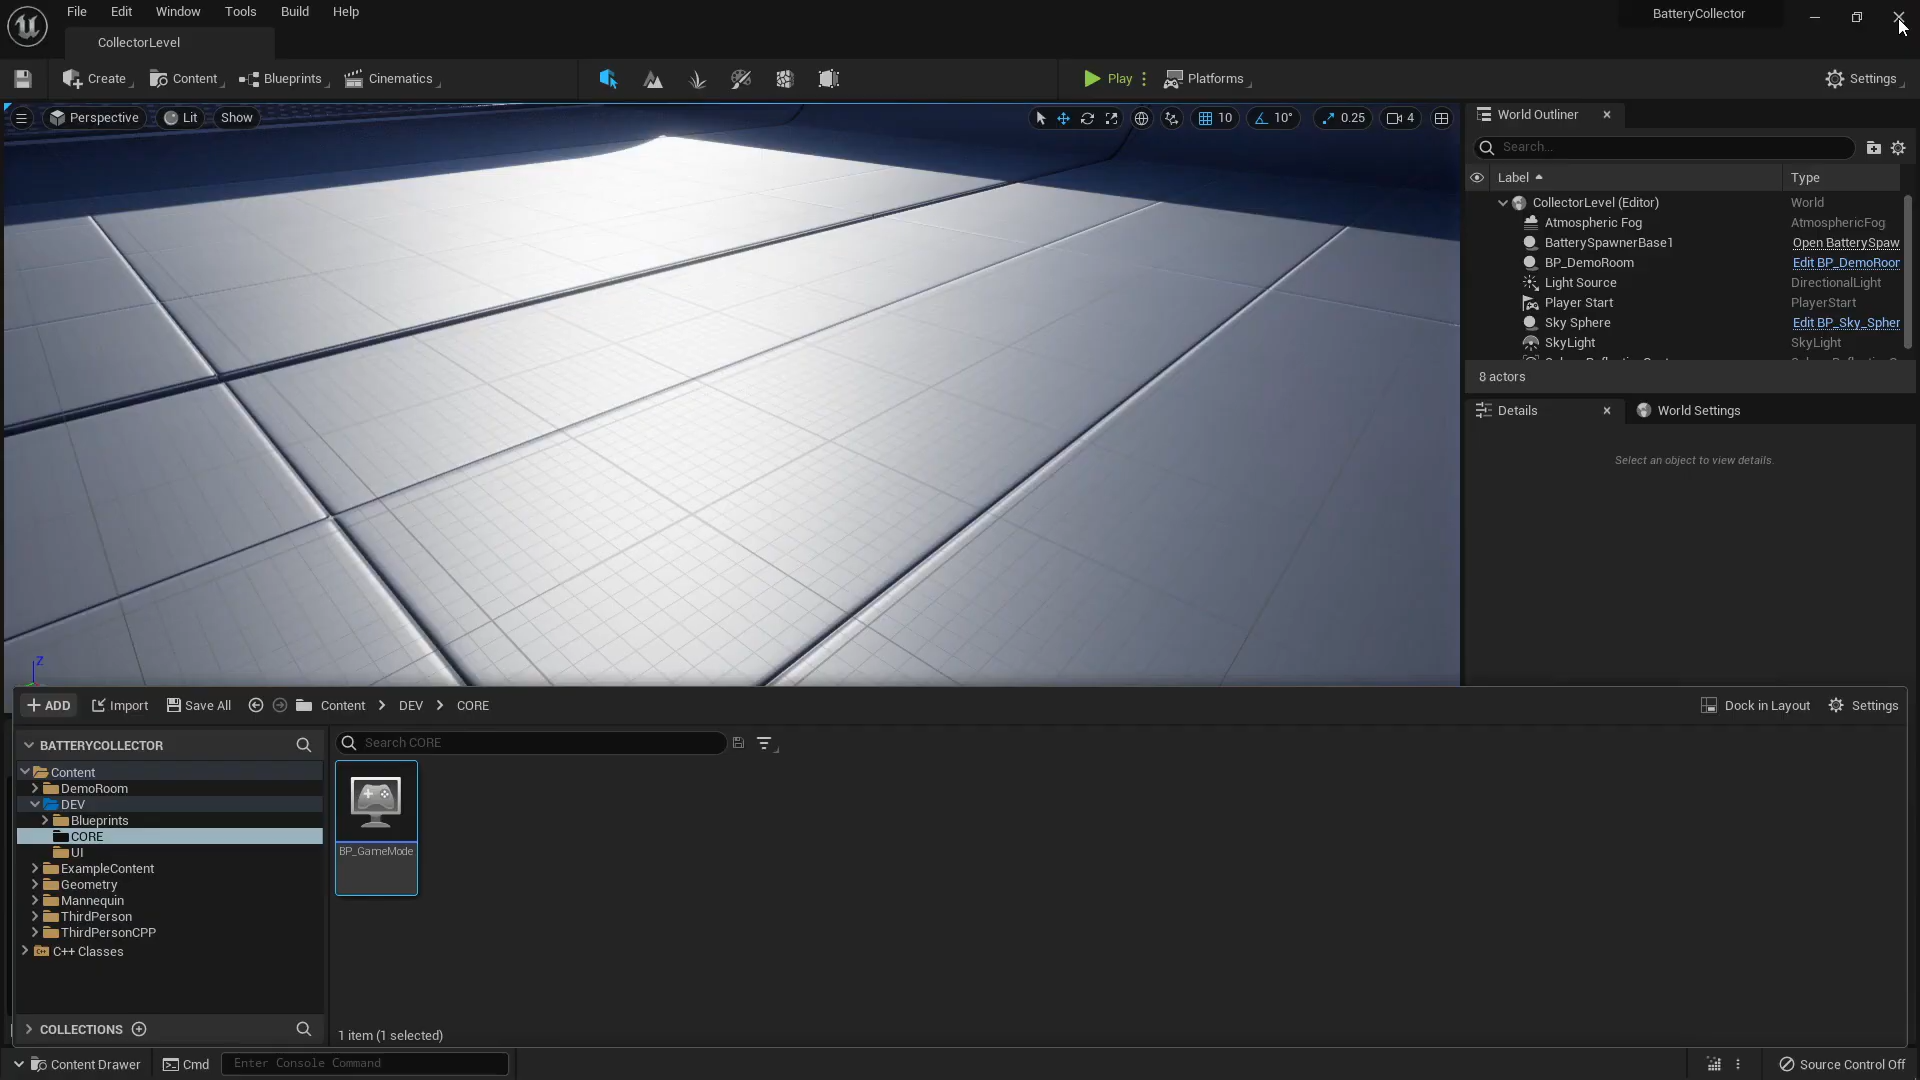 File Edit Window Tools Build Help
BatteryCollector
CollectorLevel
Create Content Blueprints Cinematics Play Platforms Settings
Perspective Lit Show 10 10° 0.25 4
World Outliner
Search...
Label Type
CollectorLevel (Editor) World
Atmospheric Fog AtmosphericFog
BatterySpawnerBase1 Open BatterySpaw
BP_DemoRoom Edit BP_DemoRoor
Light Source DirectionalLight
Player Start PlayerStart
Sky Sphere Edit BP_Sky_Spher
SkyLight SkyLight
8 actors
Details World Settings
Select an object to view details.
Z
ADD Import Save All Content DEV CORE Dock in Layout Settings
BATTERYCOLLECTOR
Search CORE
Content
DemoRoom
DEV
Blueprints
CORE
UI
ExampleContent
Geometry
Mannequin
ThirdPerson
ThirdPersonCPP
C++ Classes
BP_GameMode
COLLECTIONS
1 item (1 selected)
Content Drawer Cmd Enter Console Command Source Control Off